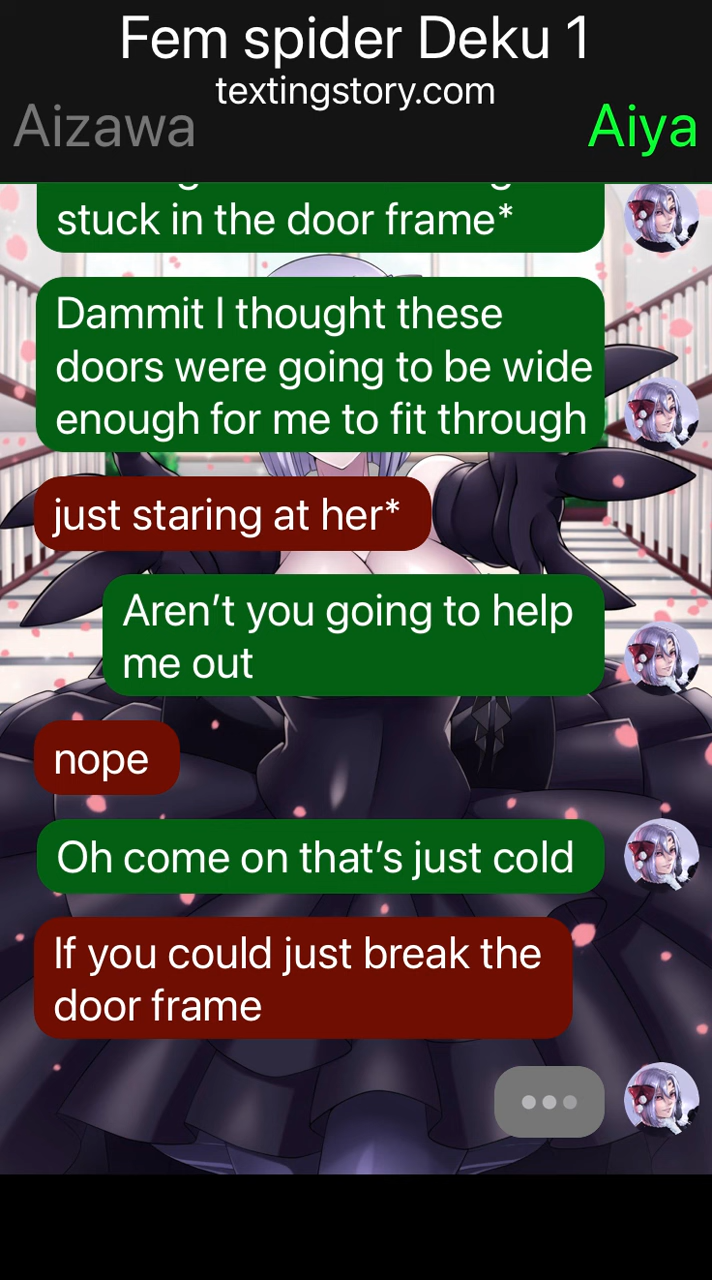 Fem spider Deku 1
textingstory.com
Aizawa
Aiya
stuck in the door frame*
Dammit I thought these
doors were going to be wide
enough for me to fit through
just staring at her*
Aren’t you going to help
me out
nope
Oh come on that’s just cold
If you could just break the
door frame